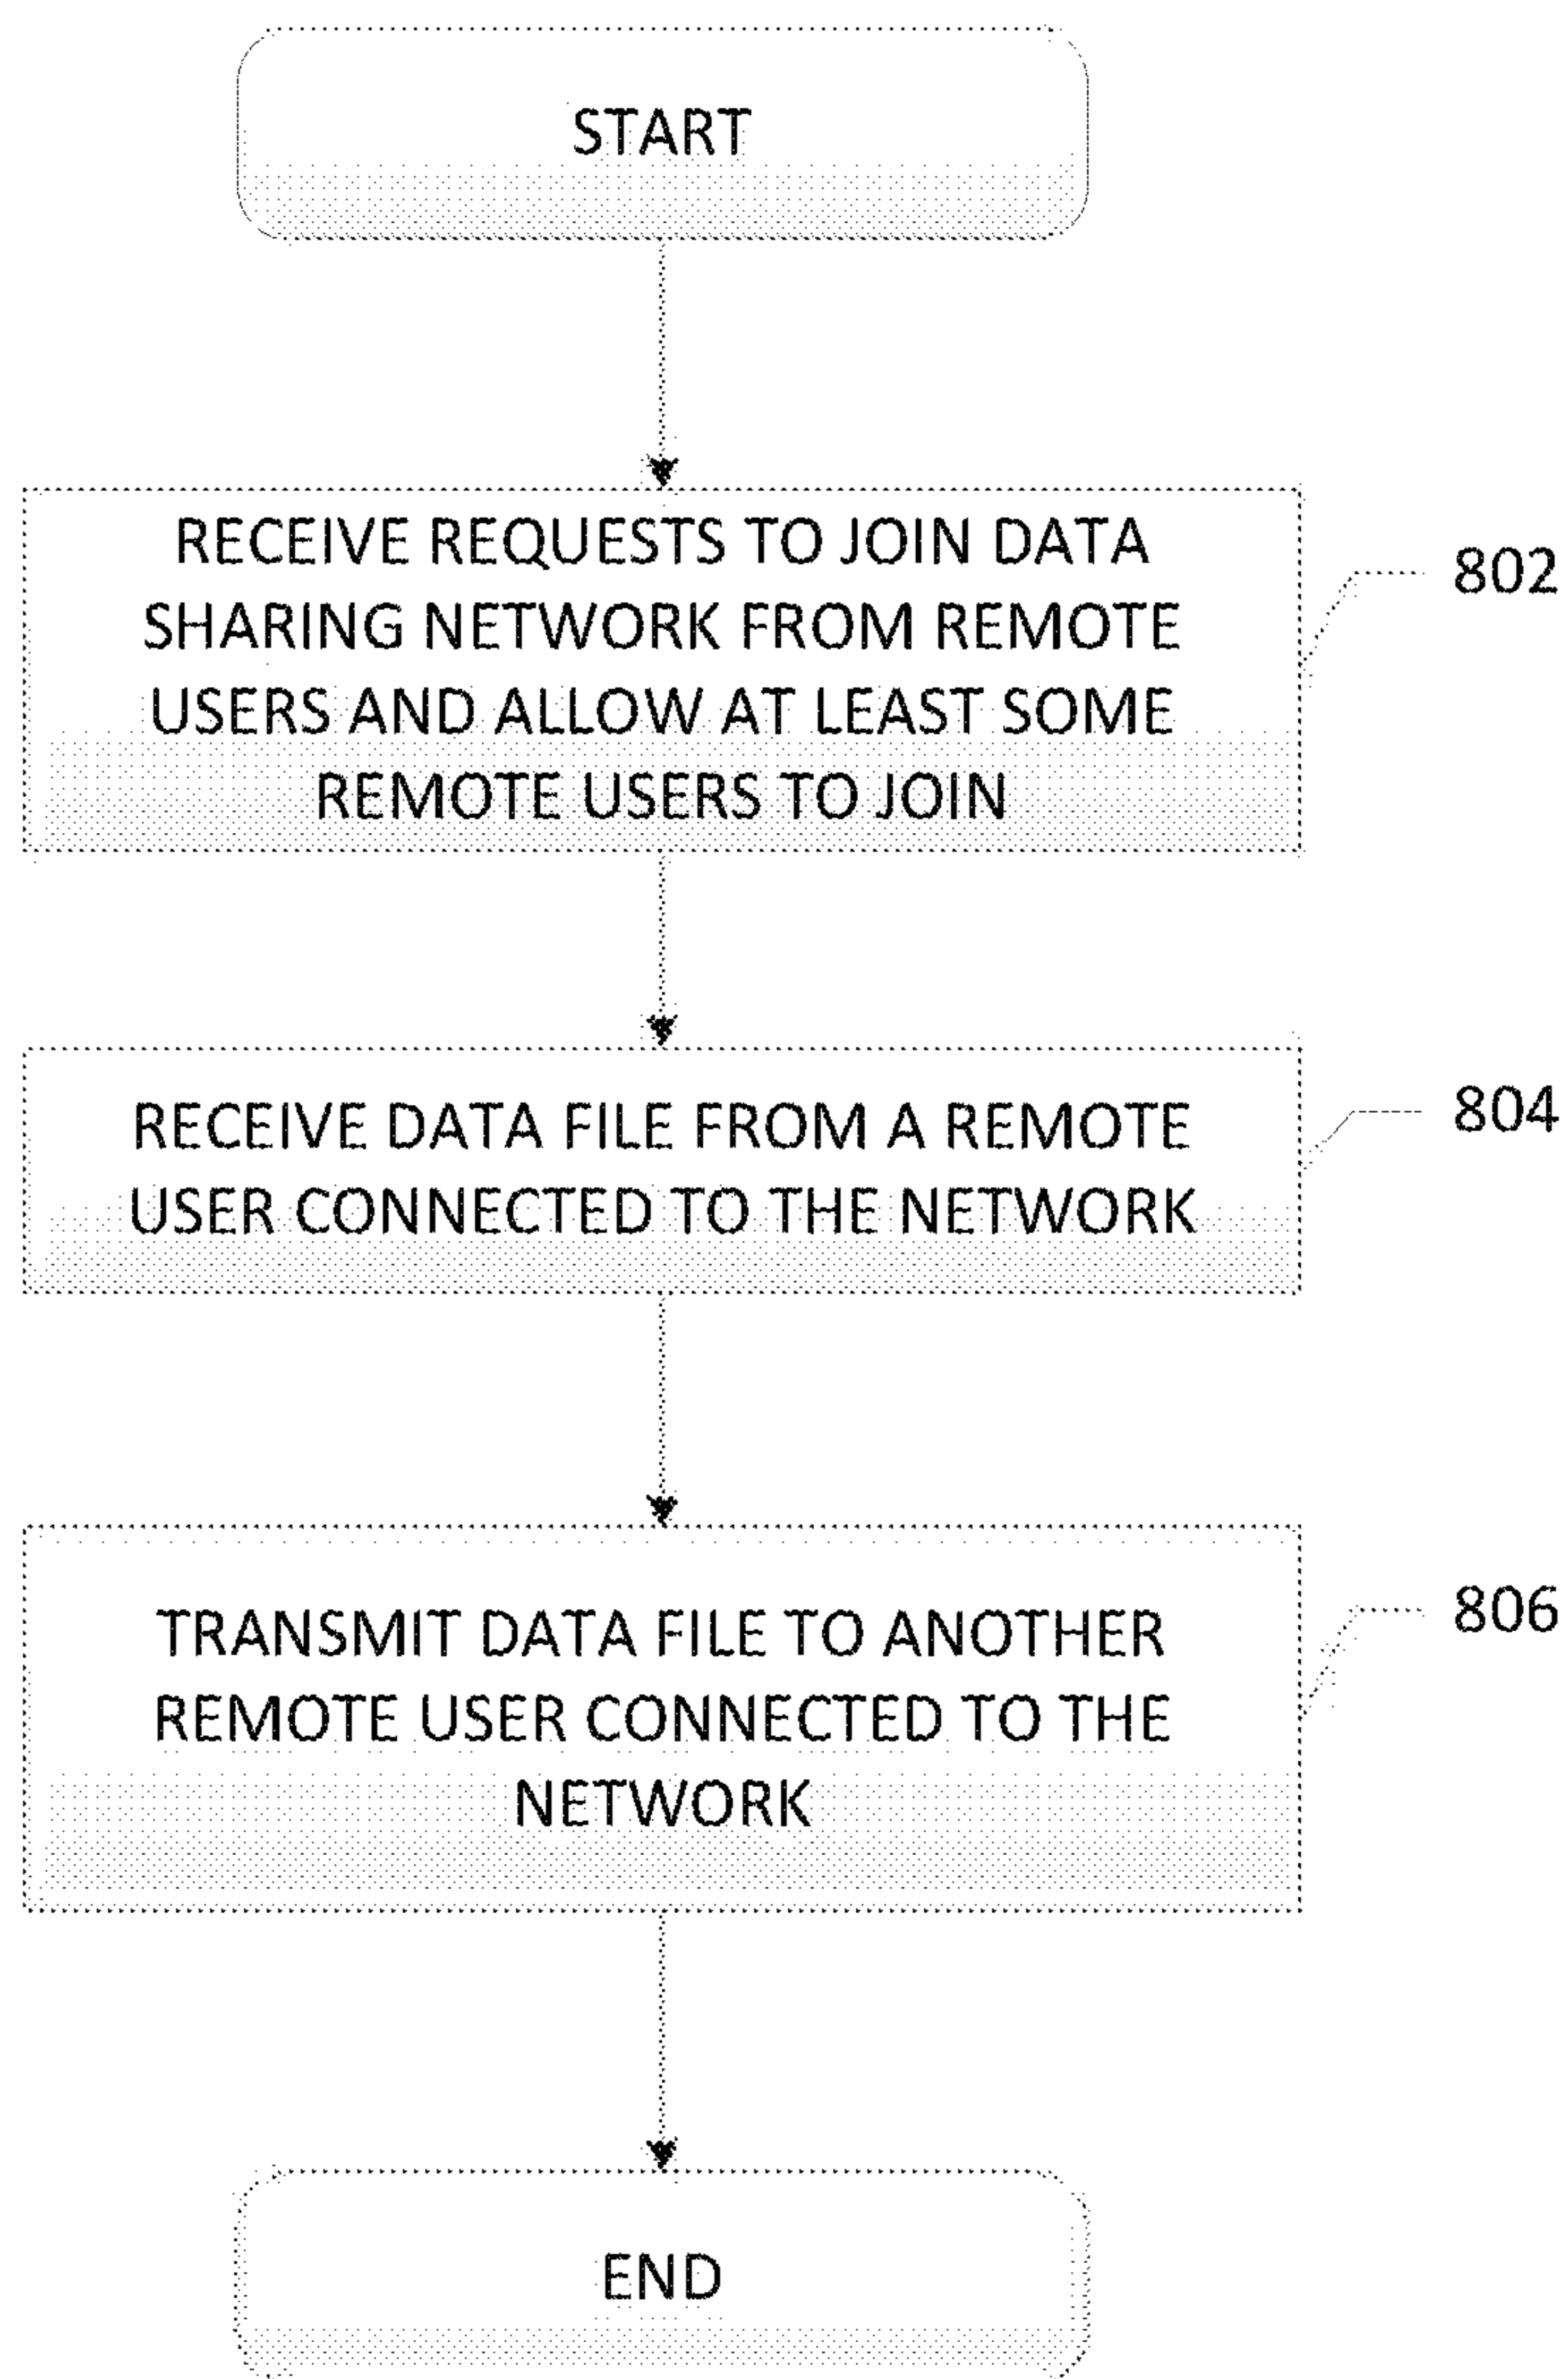 START
RECEIVE REQUESTS TO JOIN DATA
SHARING NETWORK FROM REMOTE
USERS AND ALLOW AT LEAST SOME
REMOTE USERS TO JOIN
802
RECEIVE DATA FILE FROM A REMOTE
USER CONNECTED TO THE NETWORK
804
TRANSMIT DATA FILE TO ANOTHER
REMOTE USER CONNECTED TO THE
NETWORK
806
END